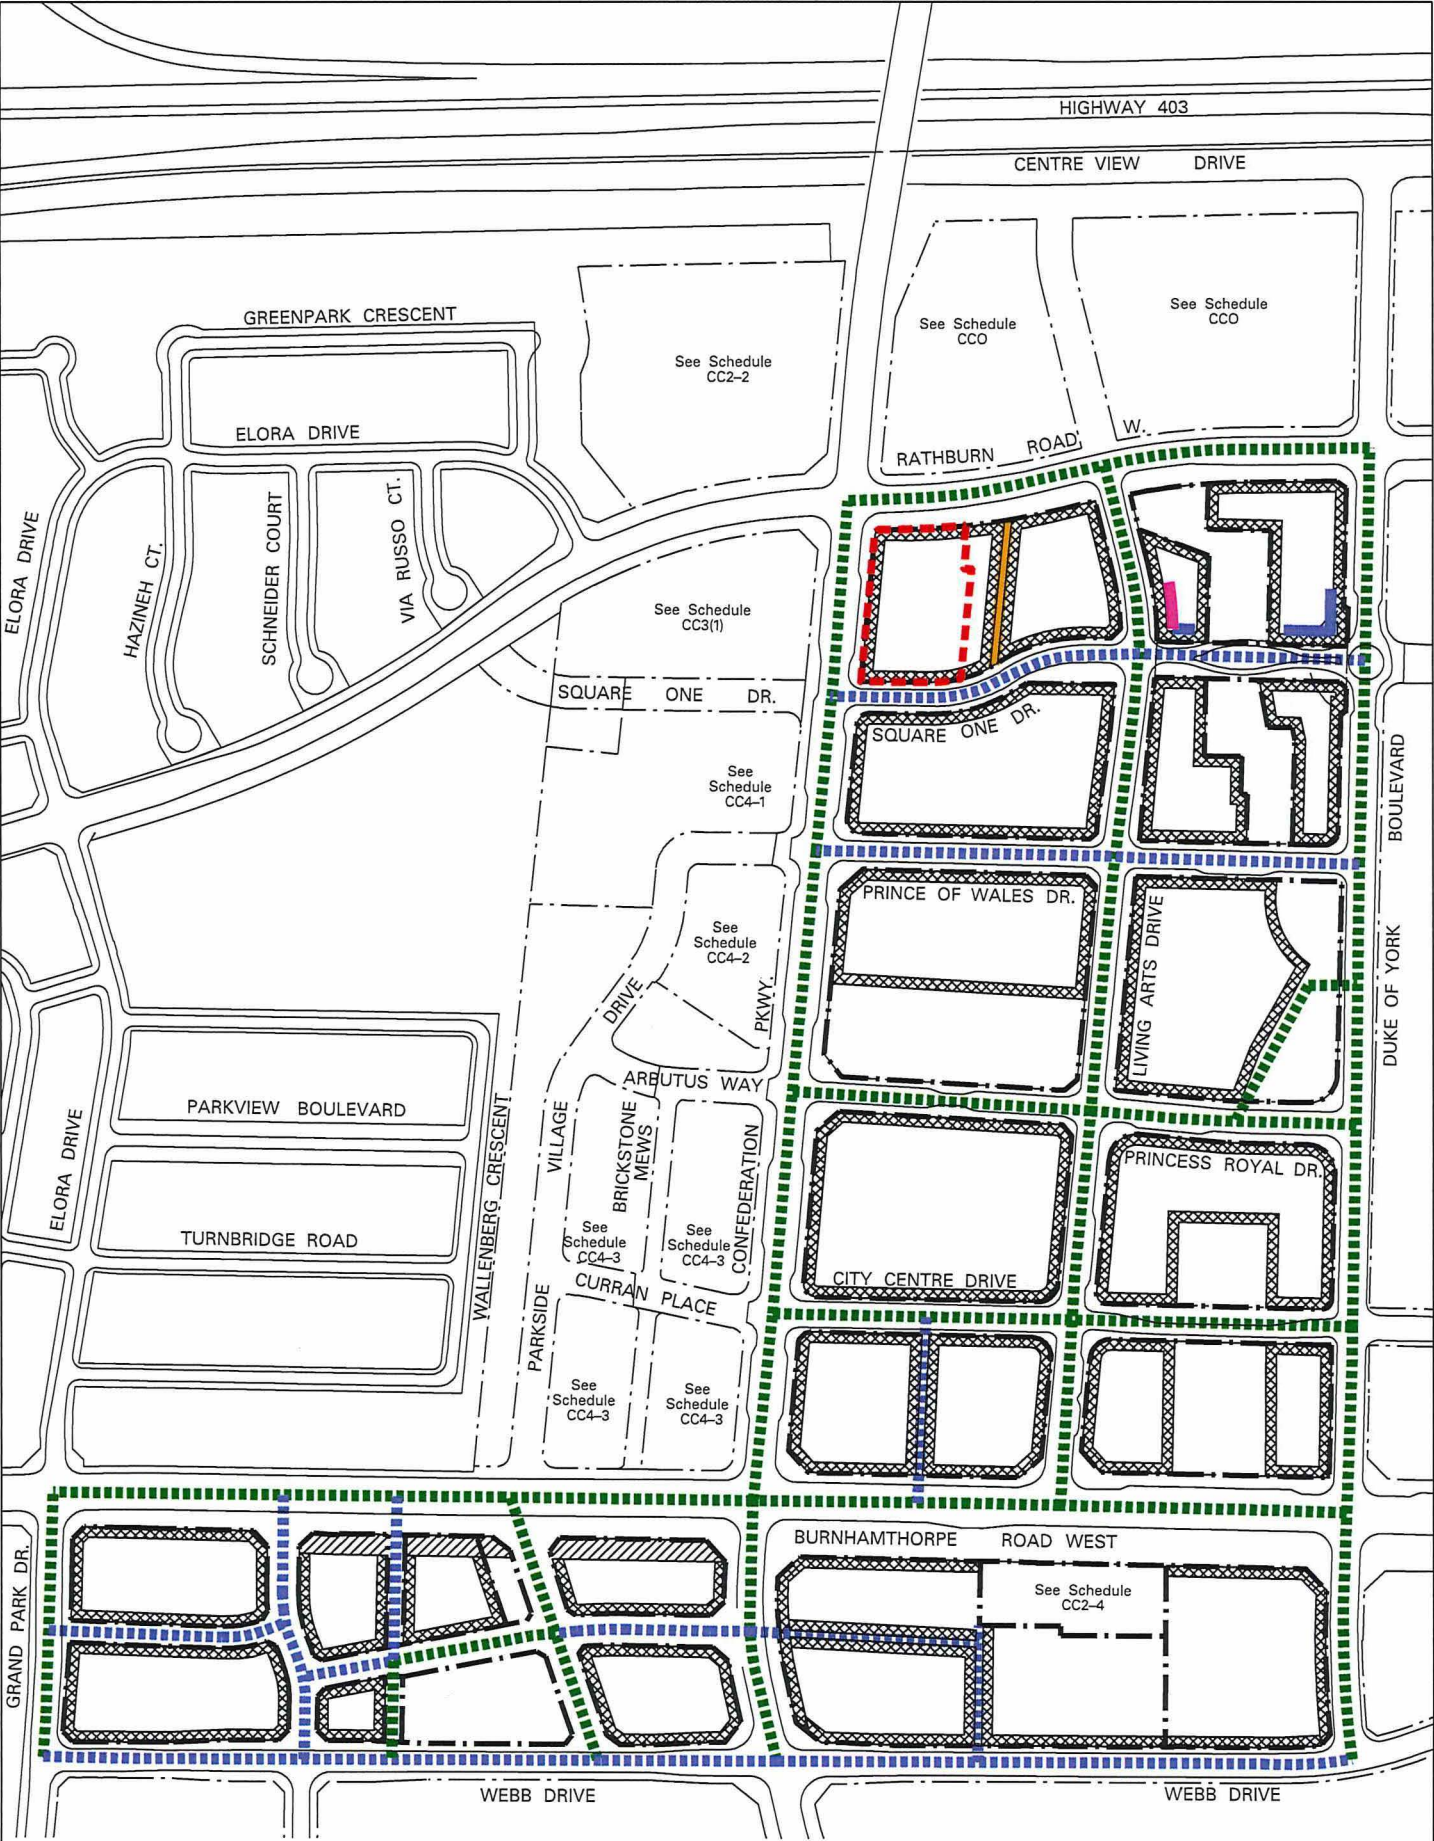 HIGHWAY 403
CENTRE VIEW DRIVE
See Schedule
CCO
See Schedule
CCO
GREENPARK CRESCENT
See Schedule
CC2-2
ELORA DRIVE
W.
RATHBURN ROAD
ELORA DRIVE
HAZINEH CT.
SCHNEIDER COURT
VIA RUSSO CT.
See Schedule
CC3(1)
SQUARE ONE DR.
SQUARE ONE DR.
See
Schedule
CC4-1
BOULEVARD
PRINCE OF WALES DR.
See
Schedule
CC4-2
LIVING ARTS DRIVE
DUKE OF YORK
DRIVE
PKWY.
ARBUTUS WAY
PARKVIEW BOULEVARD
ELORA DRIVE
WALLENBERG CRESCENT
VILLAGE
BRICKSTONE
MEWS
CONFEDERATION
PRINCESS ROYAL DR.
TURNBRIDGE ROAD
See
Schedule
CC4-3
See
Schedule
CC4-3
CITY CENTRE DRIVE
CURRAN PLACE
PARKSIDE
See
Schedule
CC4-3
See
Schedule
CC4-3
BURNHAMTHORPE ROAD WEST
See Schedule
CC2-4
GRAND PARK DR.
WEBB DRIVE
WEBB DRIVE